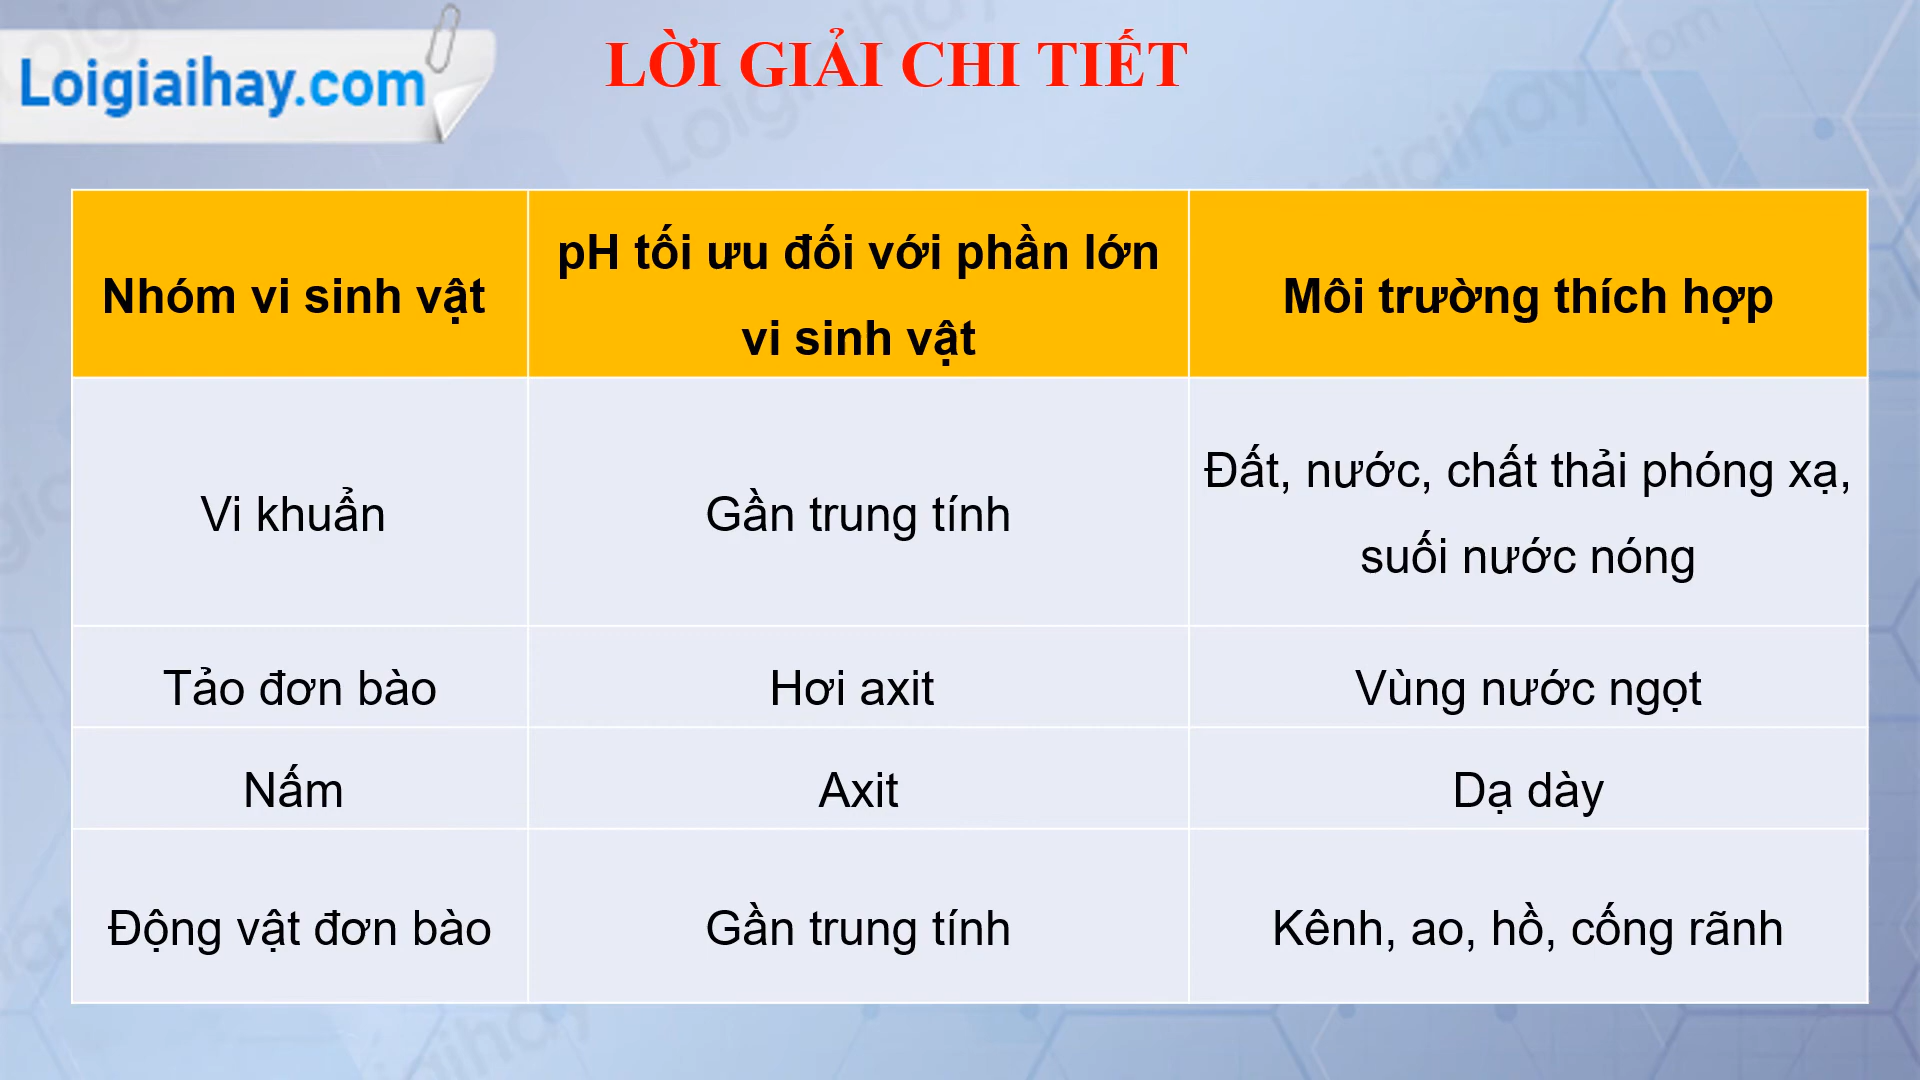 Loigiaihay.com
LỜI GIẢI CHI TIẾT
Nhóm vi sinh vật
pH tối ưu đối với phần lớn
vi sinh vật
Môi trường thích hợp
Vi khuẩn
Gần trung tính
Đất, nước, chất thải phóng xạ,
suối nước nóng
Tảo đơn bào
Hơi axit
Vùng nước ngọt
Nấm
Axit
Dạ dày
Động vật đơn bào
Gần trung tính
Kênh, ao, hồ, cống rãnh